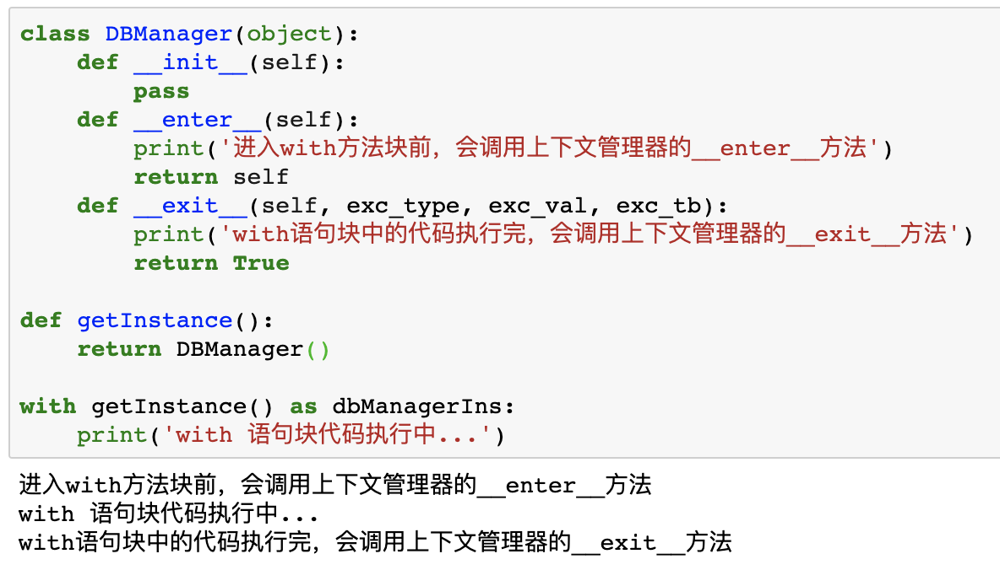 class DBManager(object):
    def __init__(self):
        pass
    def __enter__(self):
        print('进入with方法块前，会调用上下文管理器的__enter__方法')
        return self
    def __exit__(self, exc_type, exc_val, exc_tb):
        print('with语句块中的代码执行完，会调用上下文管理器的__exit__方法')
        return True

def getInstance():
    return DBManager()

with getInstance() as dbManagerIns:
    print('with 语句块代码执行中...')
进入with方法块前，会调用上下文管理器的__enter__方法
with 语句块代码执行中...
with语句块中的代码执行完，会调用上下文管理器的__exit__方法